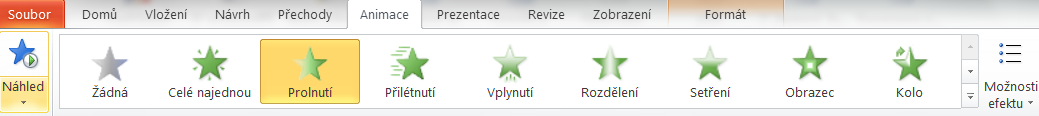 Soubor Domů Vložení Návrh Přechody Animace Prezentace Revize Zobrazení Formát
Náhled Žádná Celé najednou Prolnutí Přilétnutí Vplynutí Rozdělení Setření Obrazec Kolo Možnosti
efektu